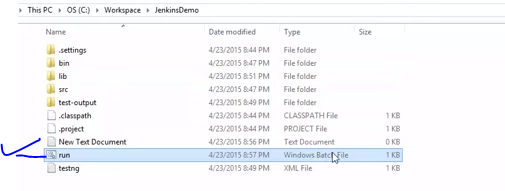 This PC ▸ OS (C:) ▸ Workspace ▸ JenkinsDemo
Name Date modified Type Size
.settings 4/23/2015 8:44 PM File folder
bin 4/23/2015 8:47 PM File folder
lib 4/23/2015 8:51 PM File folder
src 4/23/2015 8:47 PM File folder
test-output 4/23/2015 8:49 PM File folder
.classpath 4/23/2015 8:44 PM CLASSPATH File 1 KB
.project 4/23/2015 8:44 PM PROJECT File 1 KB
New Text Document 4/23/2015 8:56 PM Text Document 0 KB
run 4/23/2015 8:57 PM Windows Batch File 1 KB
testng 4/23/2015 8:49 PM XML File 1 KB